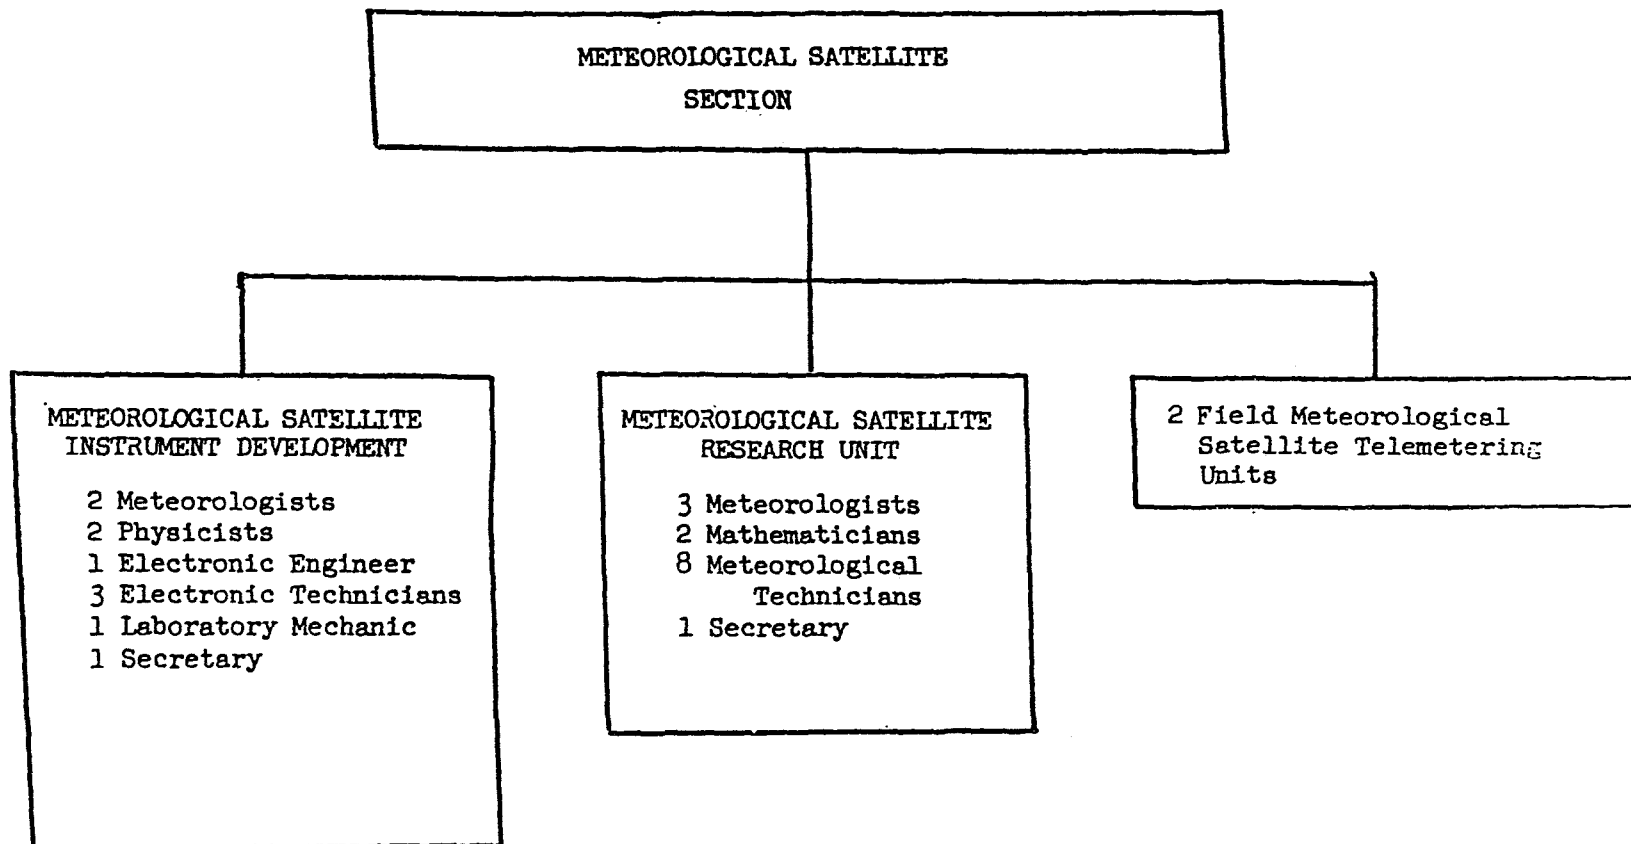 METEOROLOGICAL SATELLITE
SECTION
METEOROLOGICAL SATELLITE
INSTRUMENT DEVELOPMENT
2 Meteorologists
2 Physicists
1 Electronic Engineer
3 Electronic Technicians
1 Laboratory Mechanic
1 Secretary
METEOROLOGICAL SATELLITE
RESEARCH UNIT
3 Meteorologists
2 Mathematicians
8 Meteorological
Technicians
1 Secretary
2 Field Meteorological
Satellite Telemetering
Units